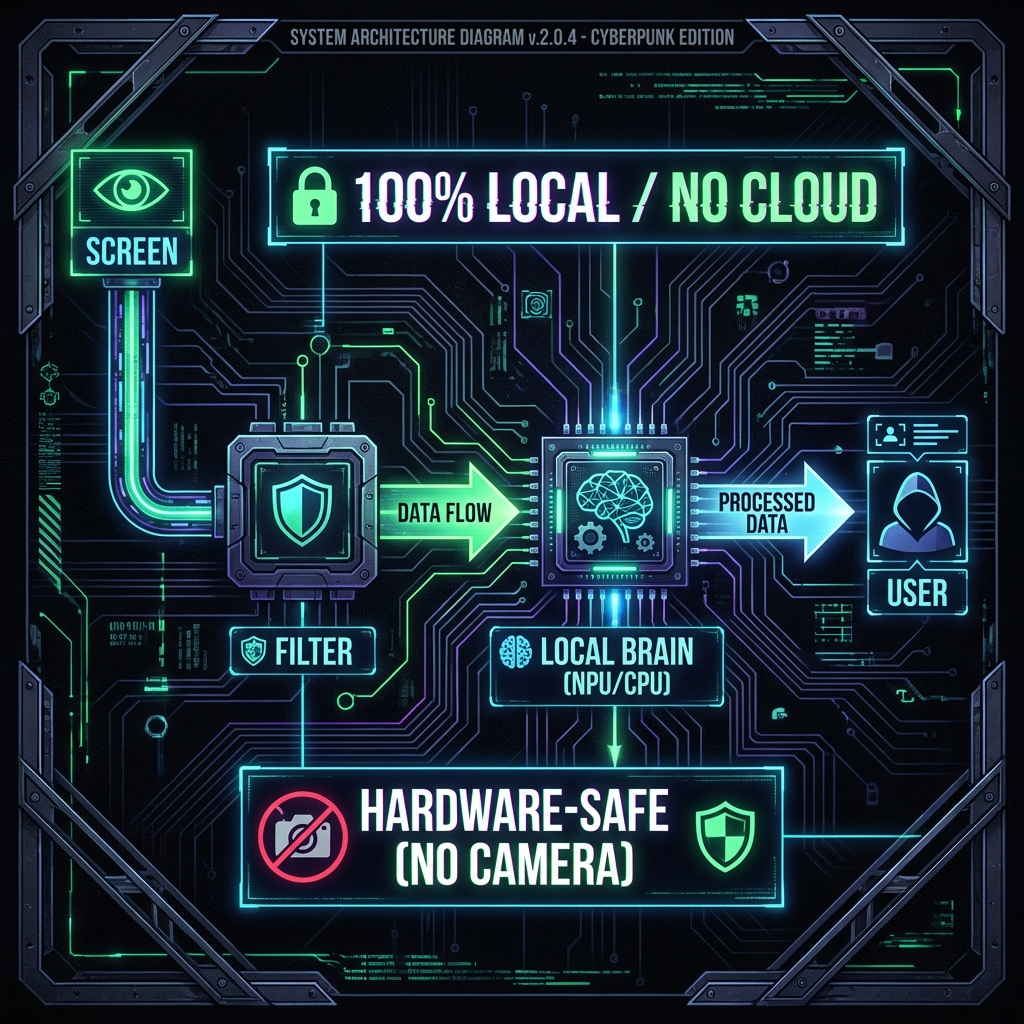 SYSTEM ARCHITECTURE DIAGRAM v.2.0.4 - CYBERPUNK EDITION
100% LOCAL / NO CLOUD
SCREEN
DATA FLOW
PROCESSED
DATA
USER
FILTER
LOCAL BRAIN
(NPU/CPU)
HARDWARE-SAFE
(NO CAMERA)